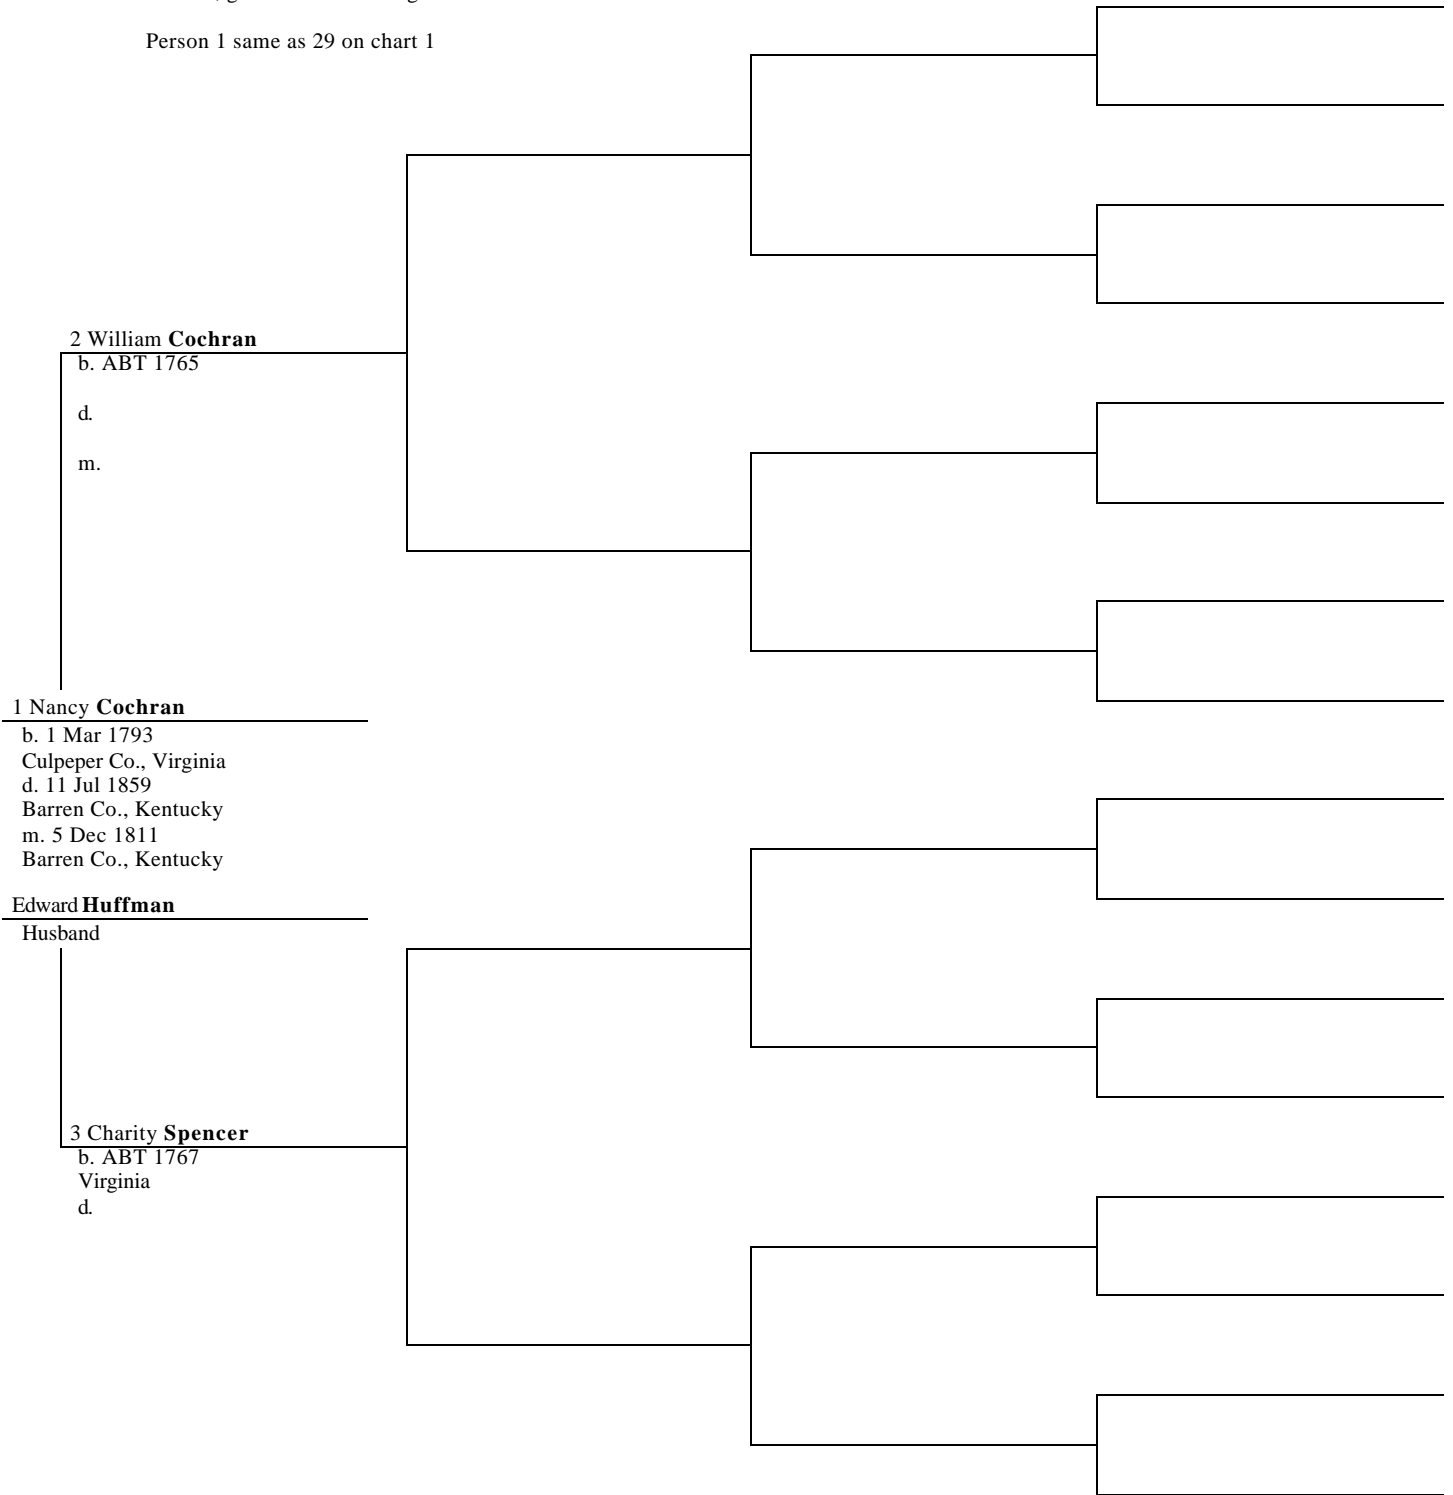 Person 1 same as 29 on chart 1
2 William Cochran
b. ABT 1765
d.
m.
1 Nancy Cochran
b. 1 Mar 1793
Culpeper Co., Virginia
d. 11 Jul 1859
Barren Co., Kentucky
m. 5 Dec 1811
Barren Co., Kentucky
Edward Huffman
Husband
3 Charity Spencer
b. ABT 1767
Virginia
d.